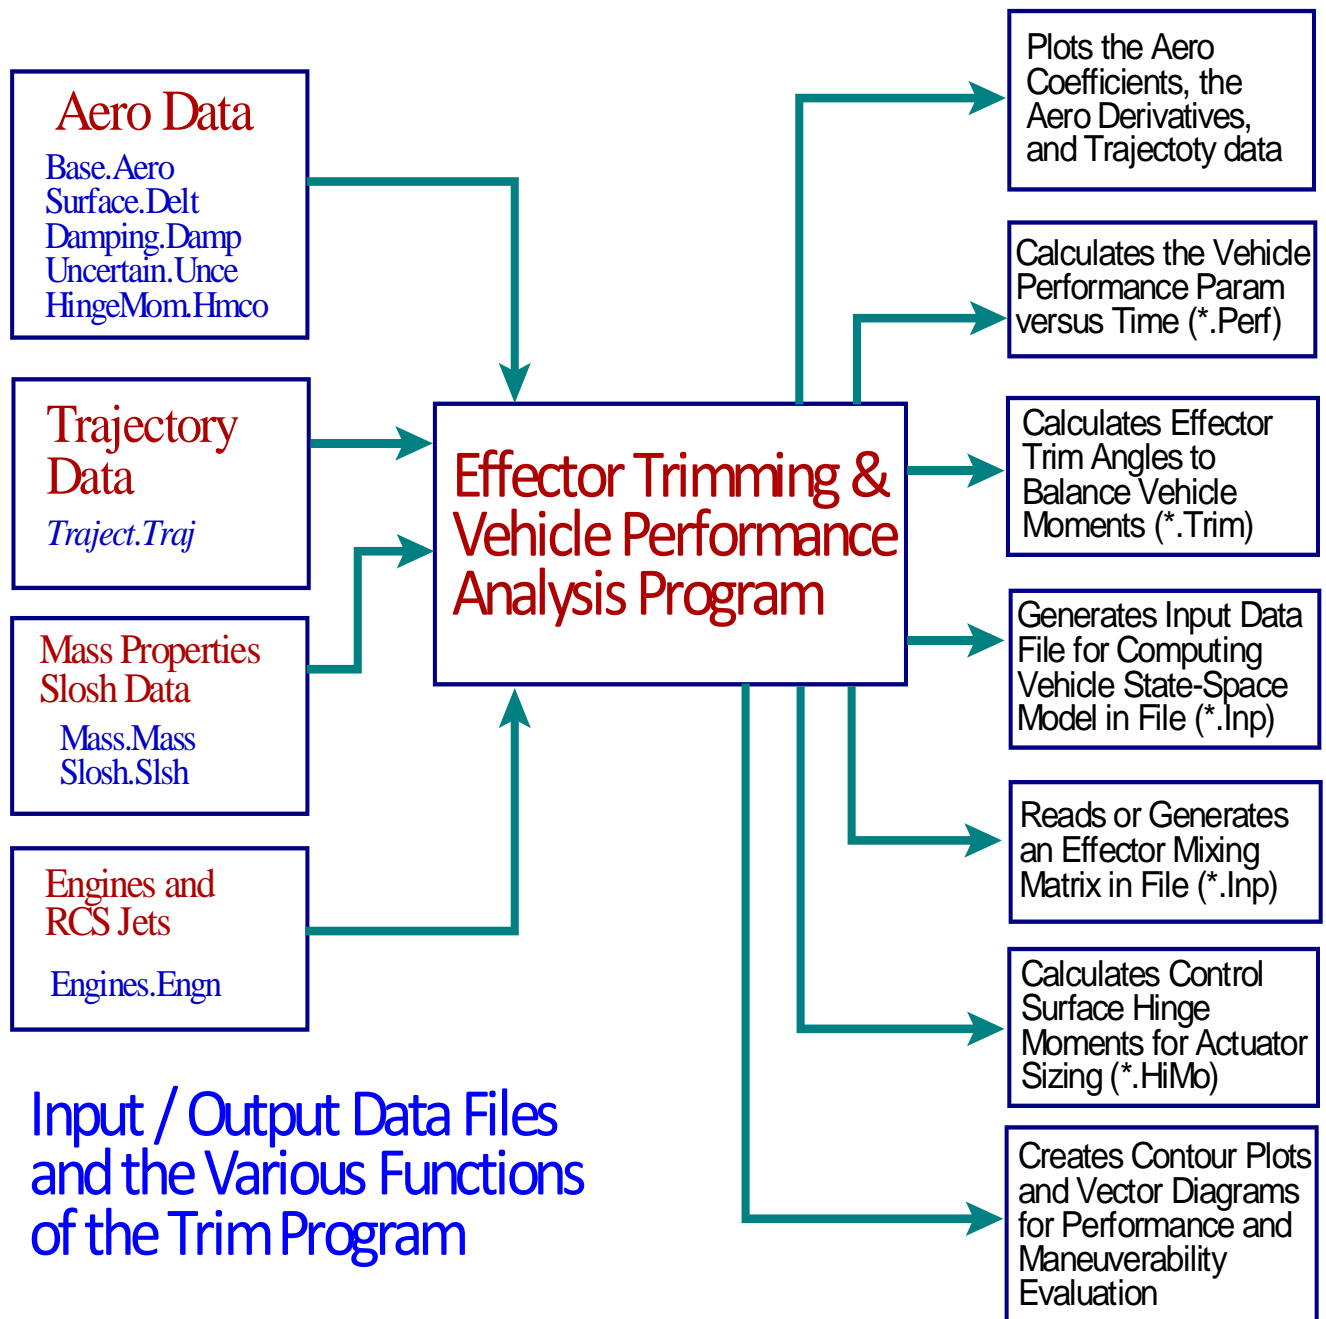 Aero Data
Base.Aero
Surface.Delt
Damping.Damp
Uncertain.Unce
HingeMom.Hmco
Trajectory
Data
Traject.Traj
Mass Properties
Slosh Data
Mass.Mass
Slosh.Slsh
Engines and
RCS Jets
Engines.Engn
Effector Trimming &
Vehicle Performance
Analysis Program
Plots the Aero
Coefficients, the
Aero Derivatives,
and Trajectoty data
Calculates the Vehicle
Performance Param
versus Time (*.Perf)
Calculates Effector
Trim Angles to
Balance Vehicle
Moments (*.Trim)
Generates Input Data
File for Computing
Vehicle State-Space
Model in File (*.Inp)
Reads or Generates
an Effector Mixing
Matrix in File (*.Inp)
Calculates Control
Surface Hinge
Moments for Actuator
Sizing (*.HiMo)
Creates Contour Plots
and Vector Diagrams
for Performance and
Maneuverability
Evaluation
Input / Output Data Files
and the Various Functions
of the Trim Program